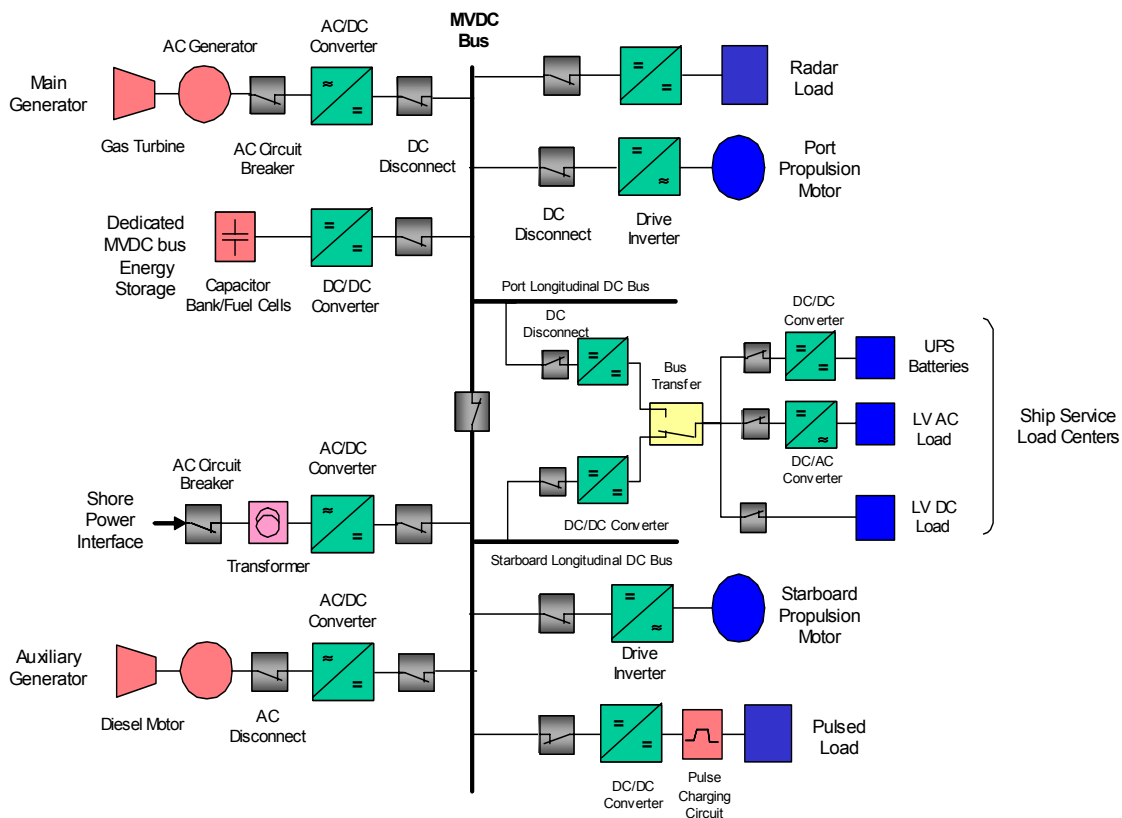 MVDC
Bus
AC/DC
Converter
AC Generator
Main
Generator
Gas Turbine
AC Circuit
Breaker
DC
Disconnect
Radar
Load
Port
Propulsion
Motor
DC
Disconnect
Drive
Inverter
Dedicated
MVDC bus
Energy
Storage
Capacitor
Bank/Fuel Cells
DC/DC
Converter
Port Longitudinal DC Bus
DC
Disconnect
Bus
Transfer
DC/DC
Converter
UPS
Batteries
LV AC
Load
DC/AC
Converter
LV DC
Load
Ship Service
Load Centers
DC/DC Converter
Starboard Longitudinal DC Bus
AC Circuit
Breaker
AC/DC
Converter
Shore
Power
Interface
Transformer
AC/DC
Converter
Auxiliary
Generator
Diesel Motor
AC
Disconnect
Drive
Inverter
Starboard
Propulsion
Motor
DC/DC
Converter
Pulse
Charging
Circuit
Pulsed
Load